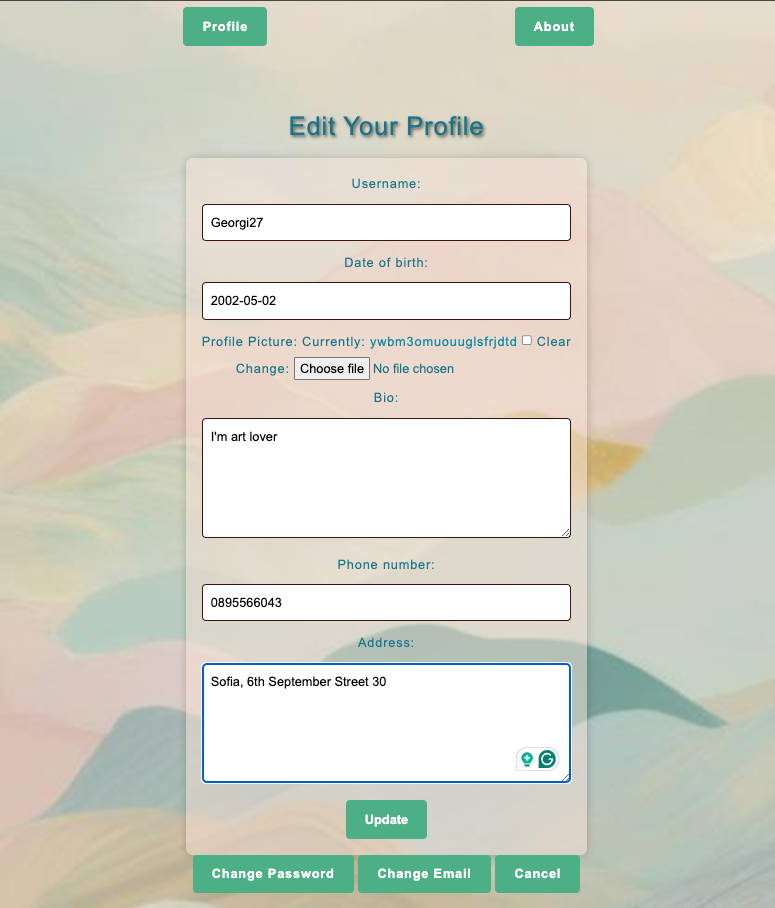 Profile About
Edit Your Profile
Username:
Georgi27
Date of birth:
2002-05-02
Profile Picture: Currently: ywbm3omuouuglsfrjdtd Clear
Change: Choose file No file chosen
Bio:
I'm art lover
Phone number:
0895566043
Address:
Sofia, 6th September Street 30
Update
Change Password Change Email Cancel